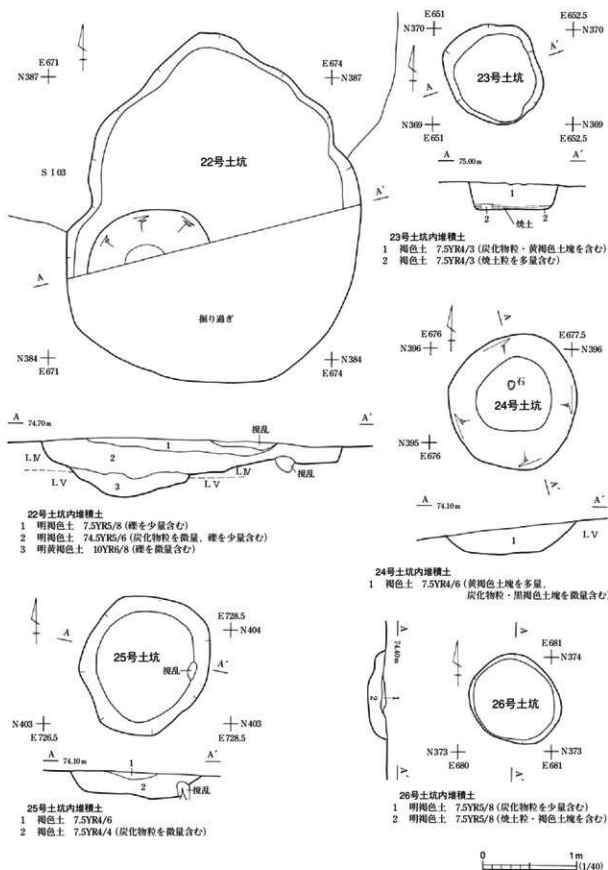 E671
N387
E674
N387
22号土坑
S I 03
A
A′
掘り過ぎ
N384
E671
N384
E674
A 74.70m
A′
撹乱
1
2
3
L Ⅳ
L Ⅴ
L Ⅳ
L Ⅴ
撹乱
22号土坑内堆積土
1 明褐色土 7.5YR5/8 (礫を少量含む)
2 明褐色土 74.5YR5/6 (炭化物粒を微量，礫を少量含む)
3 明黄褐色土 10YR6/8 (礫を微量含む)
E651
N370
E652.5
N370
23号土坑
A
A′
N369
E651
N369
E652.5
A 75.00m
A′
1
2
2
焼土
23号土坑内堆積土
1 褐色土 7.5YR4/3 (炭化物粒・黄褐色土塊を含む)
2 褐色土 7.5YR4/3 (焼土粒を多量含む)
E676
N396
A
E677.5
N396
石
24号土坑
N395
E676
A′
A 74.10m
A′
1
L Ⅴ
24号土坑内堆積土
1 褐色土 7.5YR4/6 (黄褐色土塊を多量，
炭化物粒・黒褐色土塊を微量含む)
E728.5
N404
A
25号土坑
撹乱
A′
N403
E726.5
N403
E728.5
A 74.10m
A′
1
2
撹乱
25号土坑内堆積土
1 褐色土 7.5YR4/6
2 褐色土 7.5YR4/4 (炭化物粒を微量含む)
A
74.40m
2
1
A′
A
E681
N374
26号土坑
N373
E680
N373
E681
A′
26号土坑内堆積土
1 明褐色土 7.5YR5/8 (炭化物粒を少量含む)
2 明褐色土 7.5YR5/8 (焼土粒・褐色土塊を微量含む)
0
1m
(1/40)